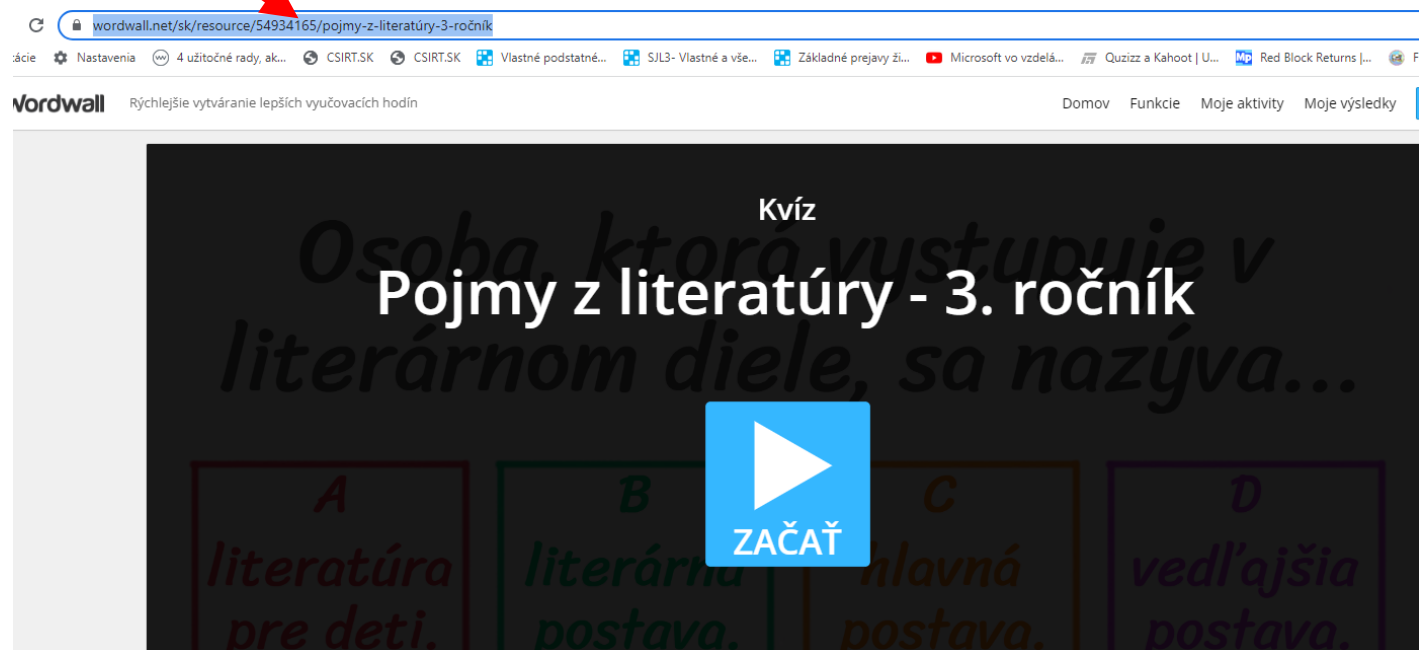 wordwall.net/sk/resource/54934165/pojmy-z-literatúry-3-ročník
Nastavenia 4 užitočné rady, ak... CSIRT.SK CSIRT.SK Vlastné podstatné... SJL3- Vlastné a vše... Základné prejavy ži... Microsoft vo vzdelá... Quizizz a Kahoot | U... Mp Red Block Returns |...
Wordwall Rýchlejšie vytváranie lepších vyučovacích hodín Domov Funkcie Moje aktivity Moje výsledky
Kvíz
Osoba, ktorá vystupuje v
Pojmy z literatúry - 3. ročník
literárnom diele, sa nazýva...
A B C D
ZAČAŤ
literatúra literárna hlavná vedľajšia
pre deti. postava. postava. postava.